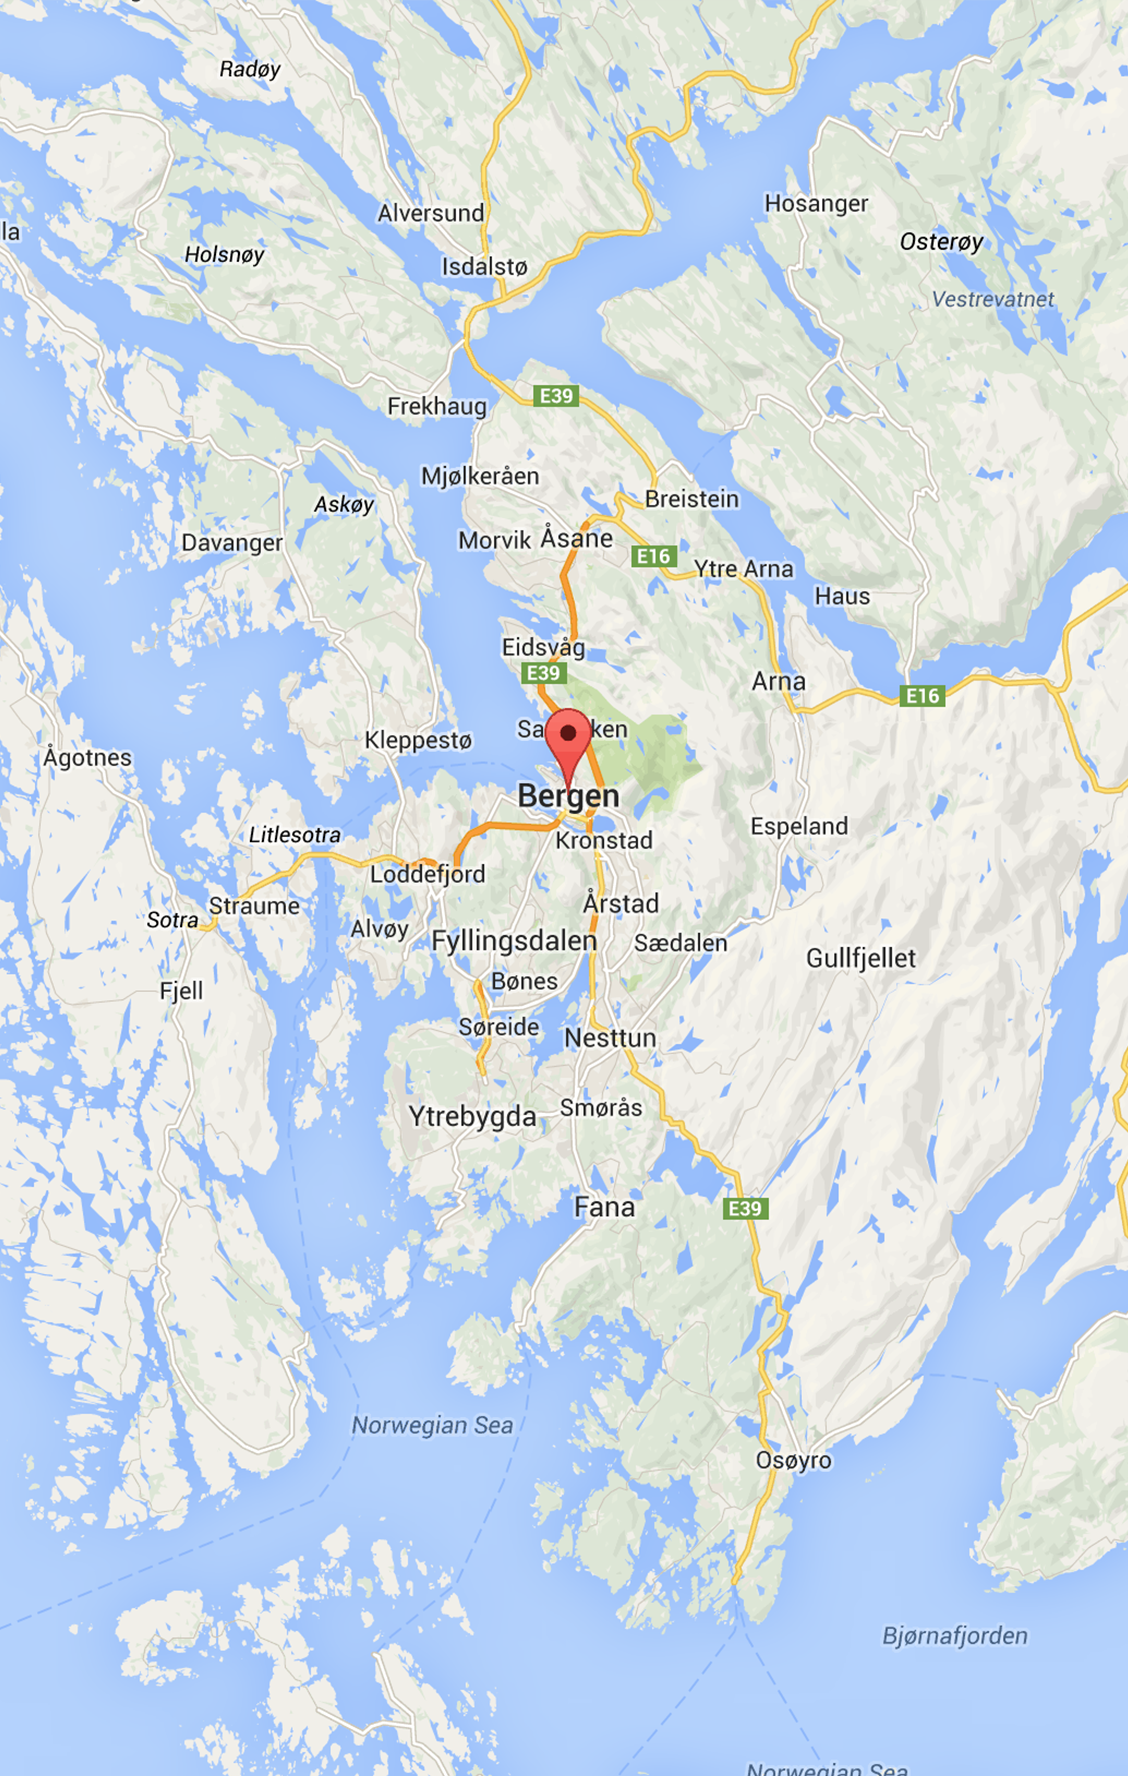 Radøy
Hosanger
Alversund
la
Osterøy
Holsnøy
Isdalstø
Vestrevatnet
E39
Frekhaug
Mjølkeråen
Breistein
Askøy
Morvik
Åsane
Davanger
E16
Ytre Arna
Haus
Eidsvåg
E39
Arna
E16
Sa
ken
Kleppestø
Ågotnes
Bergen
Espeland
Litlesotra
Kronstad
Loddefjord
Årstad
Straume
Sotra
Alvøy
Fyllingsdalen
Sædalen
Gullfjellet
Bønes
Fjell
Søreide
Nesttun
Smørås
Ytrebygda
Fana
E39
Norwegian Sea
Osøyro
Bjørnafjorden
Norwegian Sea